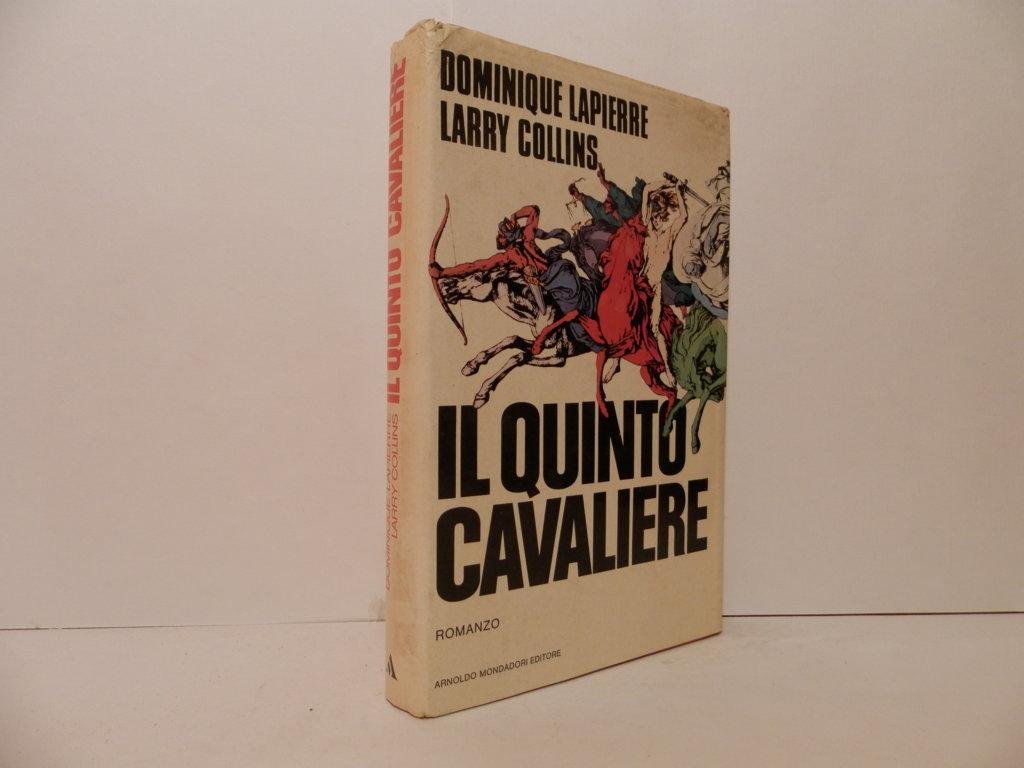 DOMINIQUE LAPIERRE
LARRY COLLINS
IL QUINTO
CAVALIERE
ROMANZO
ARNOLDO MONDADORI EDITORE
DOMINIQUE LAPIERRE
LARRY COLLINS
IL QUINTO CAVALIERE